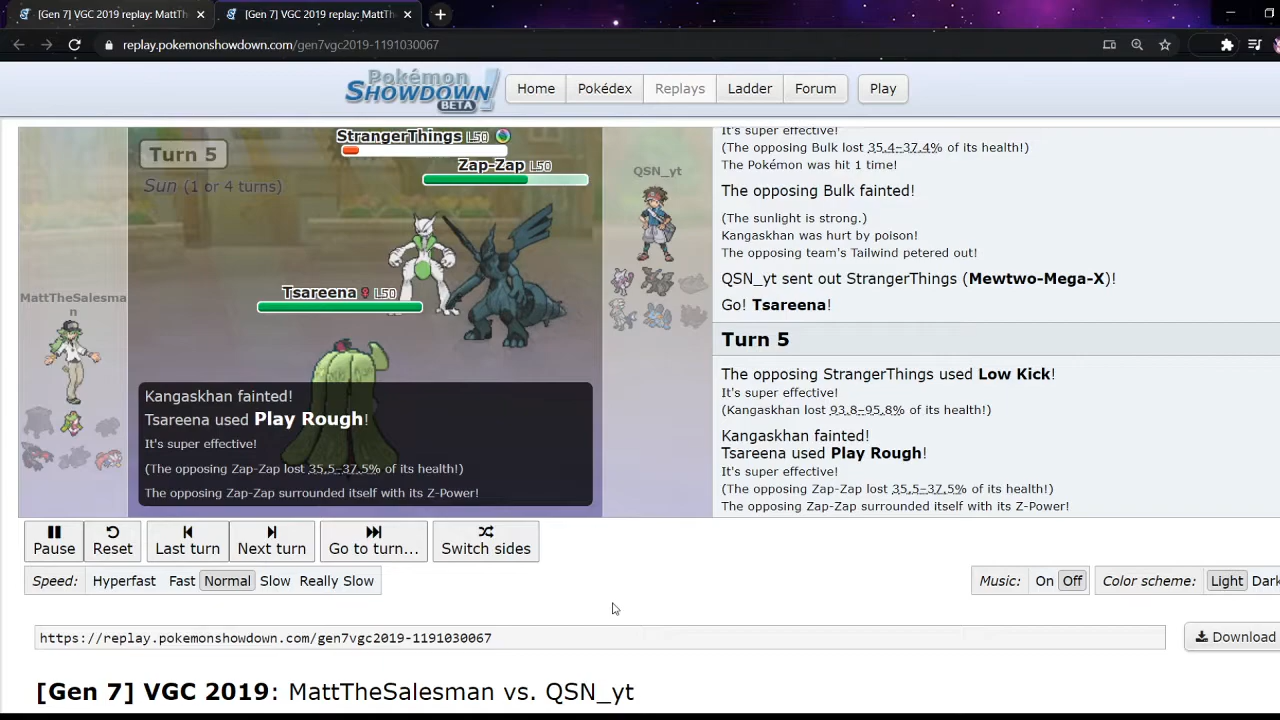 [Gen 7] VGC 2019 replay: MattTh
[Gen 7] VGC 2019 replay: MattTh
replay.pokemonshowdown.com/gen7vgc2019-1191030067
Pokémon
SHOWDOWN!
BETA
Home
Pokédex
Replays
Ladder
Forum
Play
Turn 5
Sun (1 or 4 turns)
StrangerThings L50
Zap-Zap L50
Tsareena L50
MattTheSalesma
n
QSN_yt
Kangaskhan fainted!
Tsareena used Play Rough!
It's super effective!
(The opposing Zap-Zap lost 35.5–37.5% of its health!)
The opposing Zap-Zap surrounded itself with its Z-Power!
It's super effective!
(The opposing Bulk lost 35.4–37.4% of its health!)
The Pokémon was hit 1 time!
The opposing Bulk fainted!
(The sunlight is strong.)
Kangaskhan was hurt by poison!
The opposing team's Tailwind petered out!
QSN_yt sent out StrangerThings (Mewtwo-Mega-X)!
Go! Tsareena!
Turn 5
The opposing StrangerThings used Low Kick!
It's super effective!
(Kangaskhan lost 93.8–95.8% of its health!)
Kangaskhan fainted!
Tsareena used Play Rough!
It's super effective!
(The opposing Zap-Zap lost 35.5–37.5% of its health!)
The opposing Zap-Zap surrounded itself with its Z-Power!
Pause
Reset
Last turn
Next turn
Go to turn...
Switch sides
Speed: Hyperfast Fast Normal Slow Really Slow
Music: On Off
Color scheme: Light Dark
https://replay.pokemonshowdown.com/gen7vgc2019-1191030067
Download
[Gen 7] VGC 2019: MattTheSalesman vs. QSN_yt